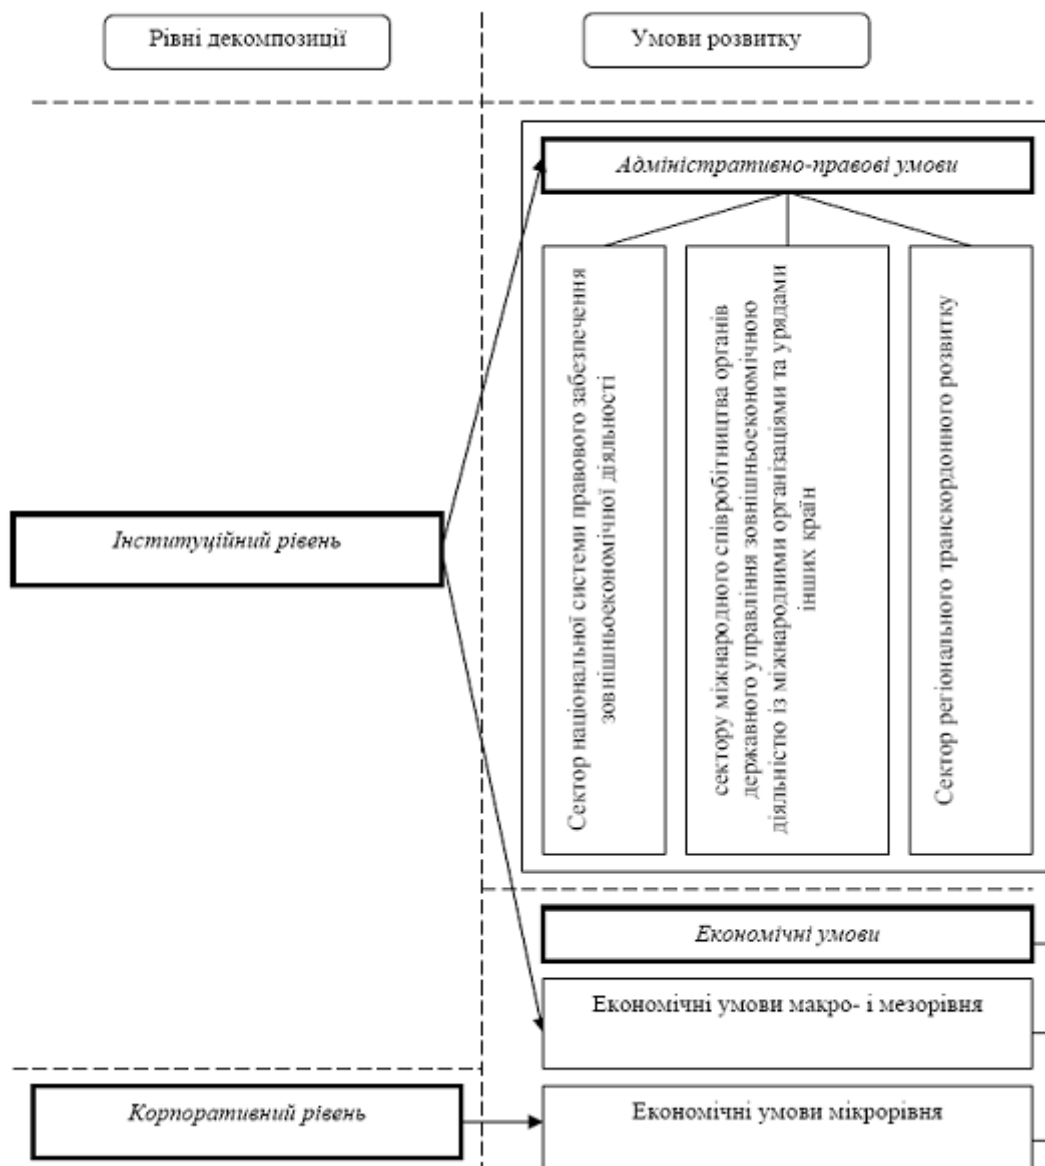 Рівні декомпозиції
Умови розвитку
Адміністративно-правові умови
Сектор національної системи правового забезпечення
зовнішньоекономічної діяльності
сектору міжнародного співробітництва органів
державного управління зовнішньоекономічною
діяльністю із міжнародними організаціями та урядами
інших країн
Сектор регіонального транскордонного розвитку
Інституційний рівень
Економічні умови
Економічні умови макро- і мезорівня
Корпоративний рівень
Економічні умови мікрорівня